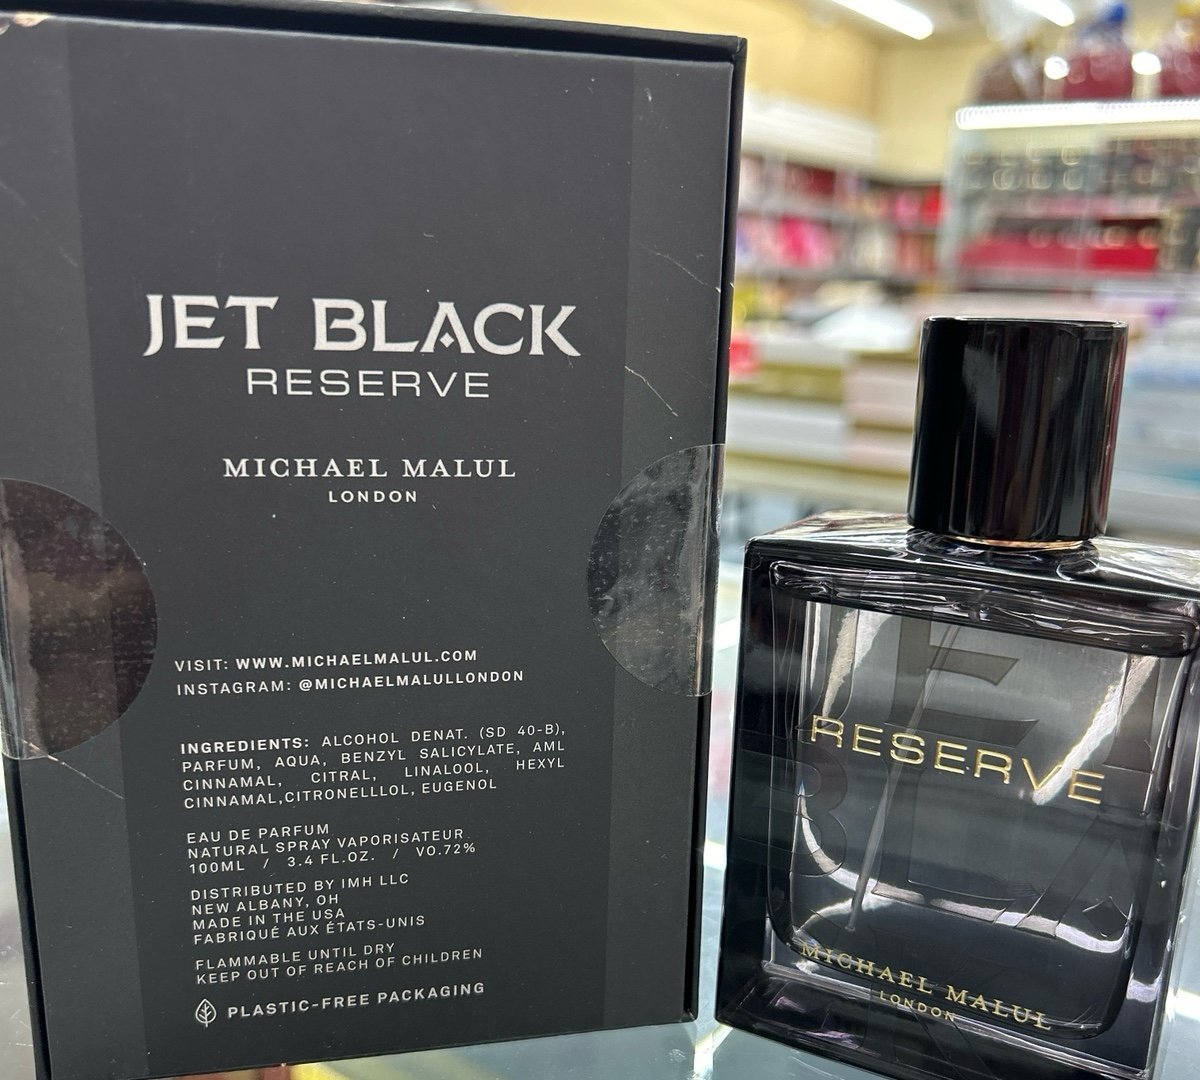 JET BLACK
RESERVE
MICHAEL MALUL
LONDON
VISIT: WWW.MICHAELMALUL.COM
INSTAGRAM: @MICHAELMALULLONDON
INGREDIENTS: ALCOHOL DENAT. (SD 40-B),
PARFUM, AQUA, BENZYL SALICYLATE, AML
CINNAMAL, CITRAL, LINALOOL, HEXYL
CINNAMAL,CITRONELLLOL, EUGENOL
EAU DE PARFUM
NATURAL SPRAY VAPORISATEUR
100ML / 3.4 FL.OZ. / VO.72%
DISTRIBUTED BY IMH LLC
NEW ALBANY, OH
MADE IN THE USA
FABRIQUÉ AUX ÉTATS-UNIS
FLAMMABLE UNTIL DRY
KEEP OUT OF REACH OF CHILDREN
PLASTIC-FREE PACKAGING
RESERVE
MICHAEL MALUL
LONDON